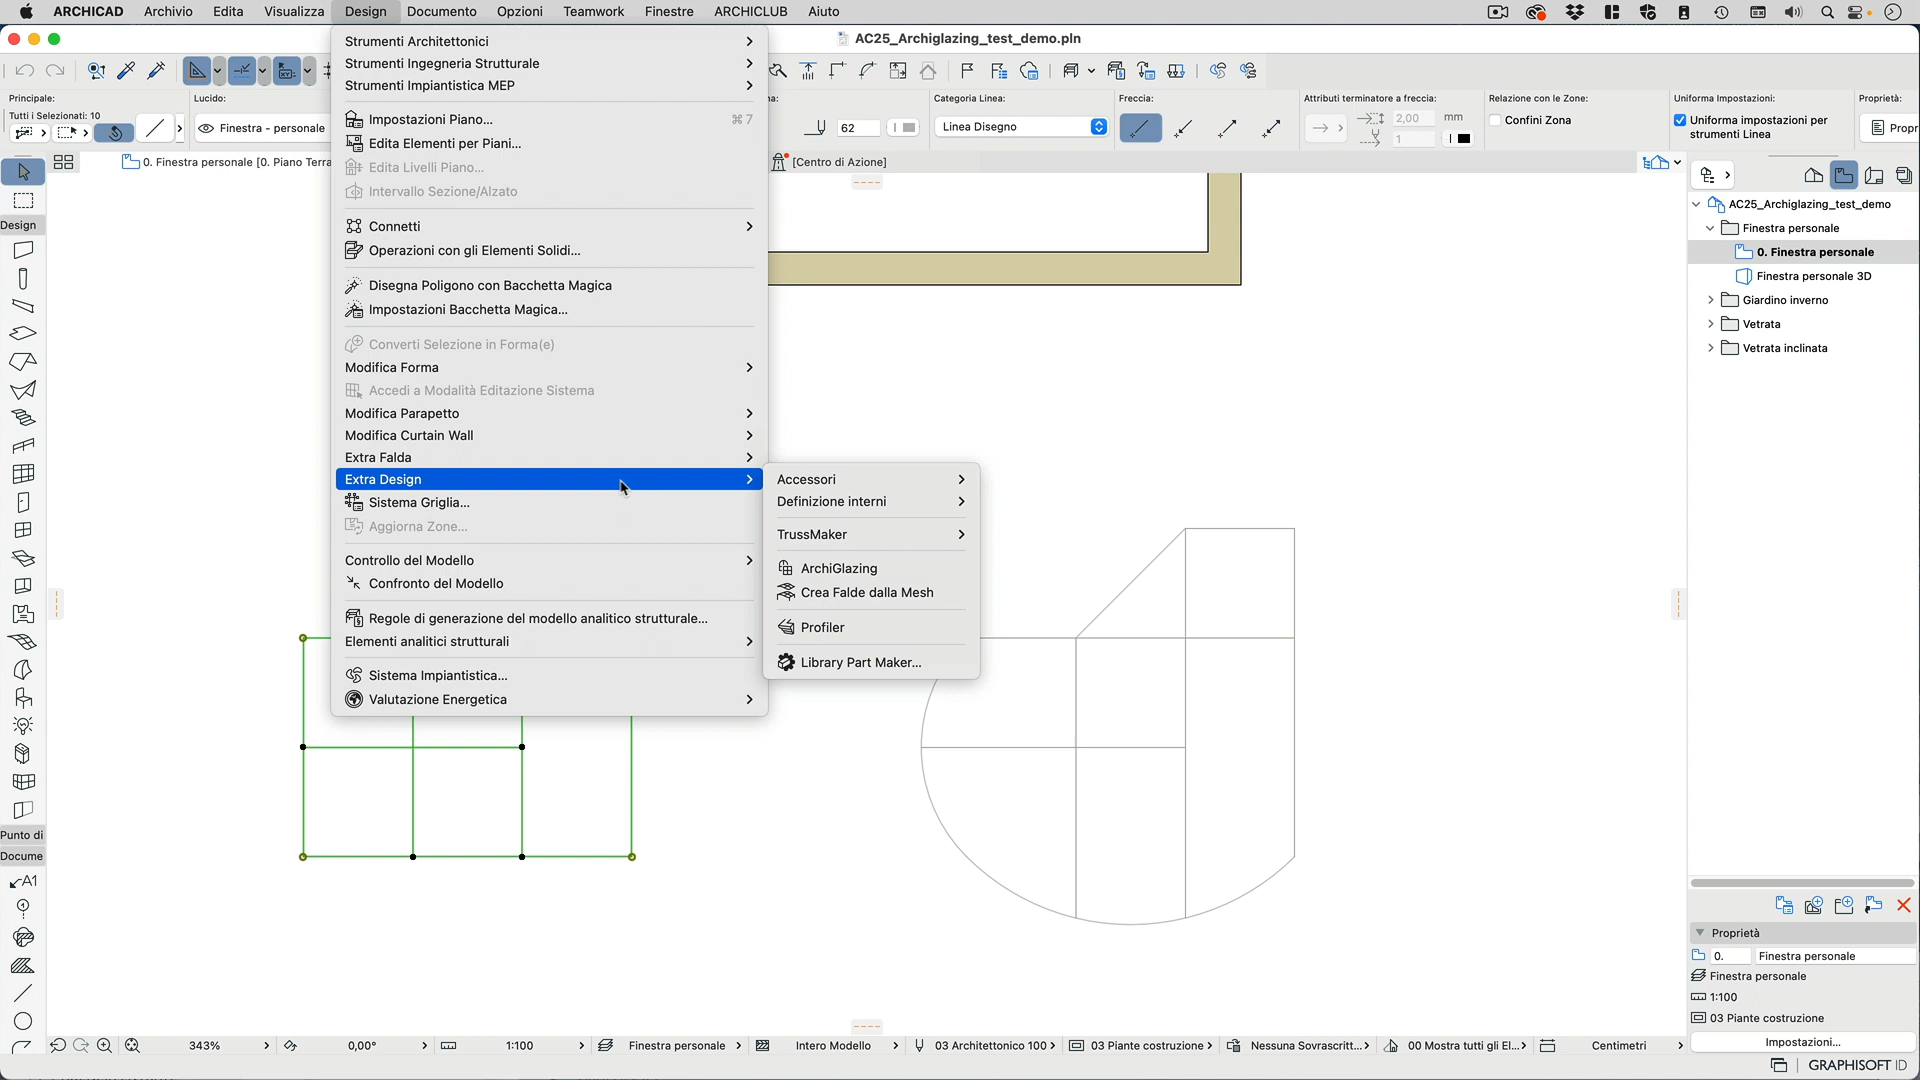 ARCHICAD Archivio Edita Visualizza Design Documento Opzioni Teamwork Finestre ARCHICLUB Aiuto
AC25_Archiglazing_test_demo.pln
Principale:
Tutti i Selezionati: 10
Lucido:
Finestra - personale
na:
62
Categoria Linea:
Linea Disegno
Freccia:
Attributi terminatore a freccia:
2,00 mm
1
Relazione con le Zone:
Confini Zona
Uniforma Impostazioni:
Uniforma impostazioni per
strumenti Linea
Proprietà:
Propr
0. Finestra personale [0. Piano Terra
[Centro di Azione]
Design
Punto di
Docume
A1
Strumenti Architettonici
Strumenti Ingegneria Strutturale
Strumenti Impiantistica MEP
Impostazioni Piano... ⌘7
Edita Elementi per Piani...
Edita Livelli Piano...
Intervallo Sezione/Alzato
Connetti
Operazioni con gli Elementi Solidi...
Disegna Poligono con Bacchetta Magica
Impostazioni Bacchetta Magica...
Converti Selezione in Forma(e)
Modifica Forma
Accedi a Modalità Editazione Sistema
Modifica Parapetto
Modifica Curtain Wall
Extra Falda
Extra Design
Sistema Griglia...
Aggiorna Zone...
Controllo del Modello
Confronto del Modello
Regole di generazione del modello analitico strutturale...
Elementi analitici strutturali
Sistema Impiantistica...
Valutazione Energetica
Accessori
Definizione interni
TrussMaker
ArchiGlazing
Crea Falde dalla Mesh
Profiler
Library Part Maker...
AC25_Archiglazing_test_demo
Finestra personale
0. Finestra personale
Finestra personale 3D
Giardino inverno
Vetrata
Vetrata inclinata
Proprietà
0. Finestra personale
Finestra personale
1:100
03 Piante costruzione
Impostazioni...
343% 0,00° 1:100 Finestra personale Intero Modello 03 Architettonico 100 03 Piante costruzione Nessuna Sovrascritt... 00 Mostra tutti gli El... Centimetri
GRAPHISOFT ID